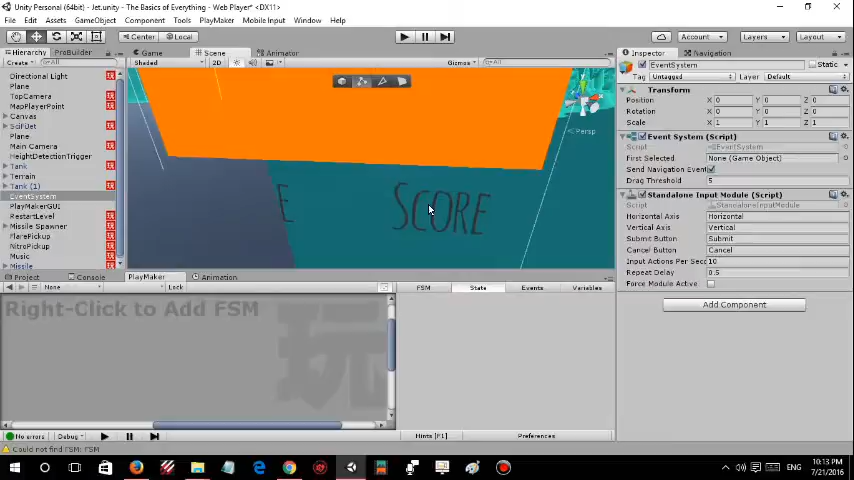 Unity Personal (64bit) - Jet.unity - The Basics of Everything - Web Player* <DX11>
File Edit Assets GameObject Component Tools PlayMaker Mobile Input Window Help
Center Local Account Layers Layout
Hierarchy ProBuilder Game Scene Animator Inspector Navigation
Create All Shaded 2D Gizmos All
EventSystem Static
Tag Untagged Layer Default
Directional Light
Plane
TopCamera
MapPlayerPoint
Canvas
SciFiJet
Plane
Main Camera
HeightDetectionTrigger
Tank
Terrain
Tank (1)
EventSystem
PlayMakerGUI
RestartLevel
Missile Spawner
FlarePickup
NitroPickup
Music
Missile
Persp
E SCORE
Transform
Position X 0 Y 0 Z 0
Rotation X 0 Y 0 Z 0
Scale X 1 Y 1 Z 1
Event System (Script)
Script EventSystem
First Selected None (Game Object)
Send Navigation Event
Drag Threshold 5
Standalone Input Module (Script)
Script StandaloneInputModule
Horizontal Axis Horizontal
Vertical Axis Vertical
Submit Button Submit
Cancel Button Cancel
Input Actions Per Seco 10
Repeat Delay 0.5
Force Module Active
Add Component
Project Console PlayMaker Animation
None Lock FSM State Events Variables
Right-Click to Add FSM
玩
No errors Debug Hints [F1] Preferences
Could not find FSM: FSM
ENG 10:13 PM
7/21/2016